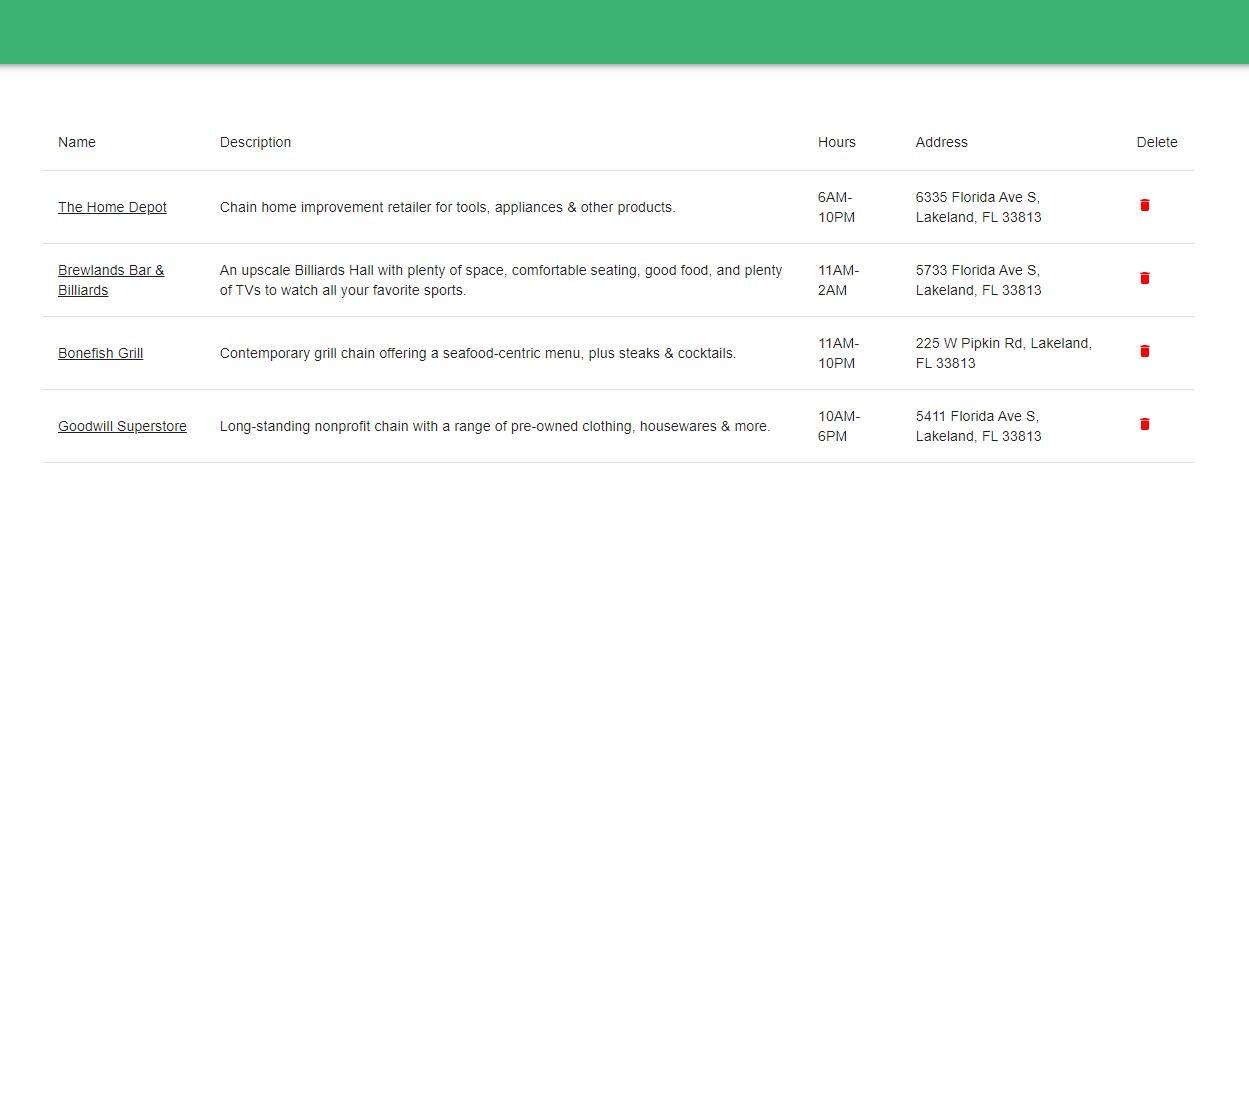 Name Description Hours Address Delete
The Home Depot Chain home improvement retailer for tools, appliances & other products. 6AM-
10PM 6335 Florida Ave S,
Lakeland, FL 33813
Brewlands Bar &
Billiards An upscale Billiards Hall with plenty of space, comfortable seating, good food, and plenty
of TVs to watch all your favorite sports. 11AM-
2AM 5733 Florida Ave S,
Lakeland, FL 33813
Bonefish Grill Contemporary grill chain offering a seafood-centric menu, plus steaks & cocktails. 11AM-
10PM 225 W Pipkin Rd, Lakeland,
FL 33813
Goodwill Superstore Long-standing nonprofit chain with a range of pre-owned clothing, housewares & more. 10AM-
6PM 5411 Florida Ave S,
Lakeland, FL 33813